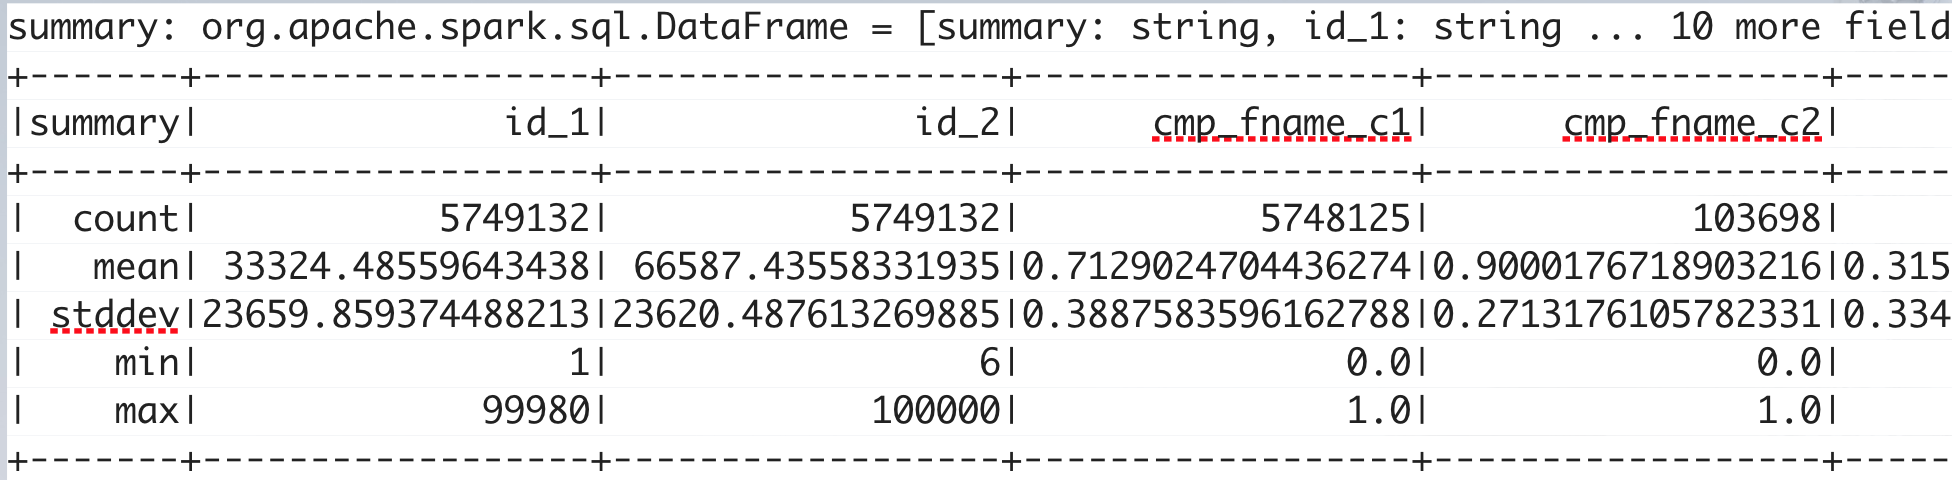 summary: org.apache.spark.sql.DataFrame = [summary: string, id_1: string ... 10 more field
+-------+------------------+------------------+------------------+------------------+-----
|summary|              id_1|              id_2|      cmp_fname_c1|      cmp_fname_c2|
+-------+------------------+------------------+------------------+------------------+-----
|  count|           5749132|           5749132|           5748125|            103698|
|   mean| 33324.48559643438| 66587.43558331935|0.7129024704436274|0.9000176718903216|0.315
| stddev|23659.859374488213|23620.487613269885|0.3887583596162788|0.2713176105782331|0.334
|    min|                 1|                 6|               0.0|               0.0|
|    max|             99980|            100000|               1.0|               1.0|
+-------+------------------+------------------+------------------+------------------+-----